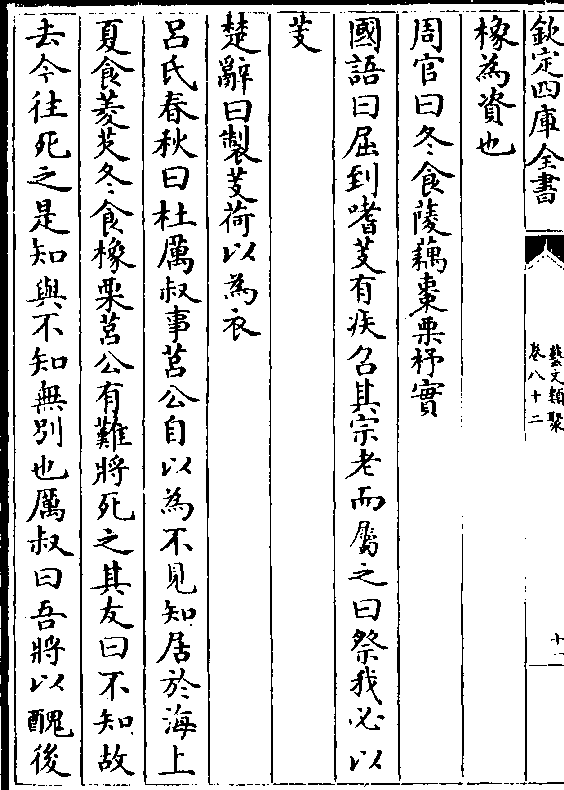 欽定四庫全書
藝文類聚
卷八十二
十一
橡為資也
周官曰冬食蔆藕棗栗杼實
國語曰屈到嗜芰有疾召其宗老而屬之曰祭我必以
芰
楚辭曰製芰荷以為衣
呂氏春秋曰杜厲叔事莒公自以為不見知居於海上
夏食菱芡冬食橡栗莒公有難將死之其友曰不知故
去今往死之是知與不知無別也厲叔曰吾將以醜後